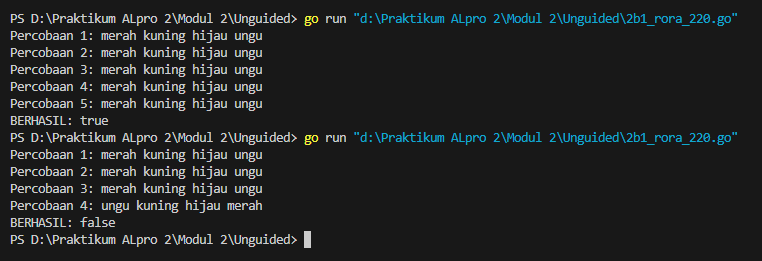 PS D:\Praktikum ALpro 2\Modul 2\Unguided> go run "d:\Praktikum ALpro 2\Modul 2\Unguided\2b1_rora_220.go"
Percobaan 1: merah kuning hijau ungu
Percobaan 2: merah kuning hijau ungu
Percobaan 3: merah kuning hijau ungu
Percobaan 4: merah kuning hijau ungu
Percobaan 5: merah kuning hijau ungu
BERHASIL: true
PS D:\Praktikum ALpro 2\Modul 2\Unguided> go run "d:\Praktikum ALpro 2\Modul 2\Unguided\2b1_rora_220.go"
Percobaan 1: merah kuning hijau ungu
Percobaan 2: merah kuning hijau ungu
Percobaan 3: merah kuning hijau ungu
Percobaan 4: ungu kuning hijau merah
BERHASIL: false
PS D:\Praktikum ALpro 2\Modul 2\Unguided>